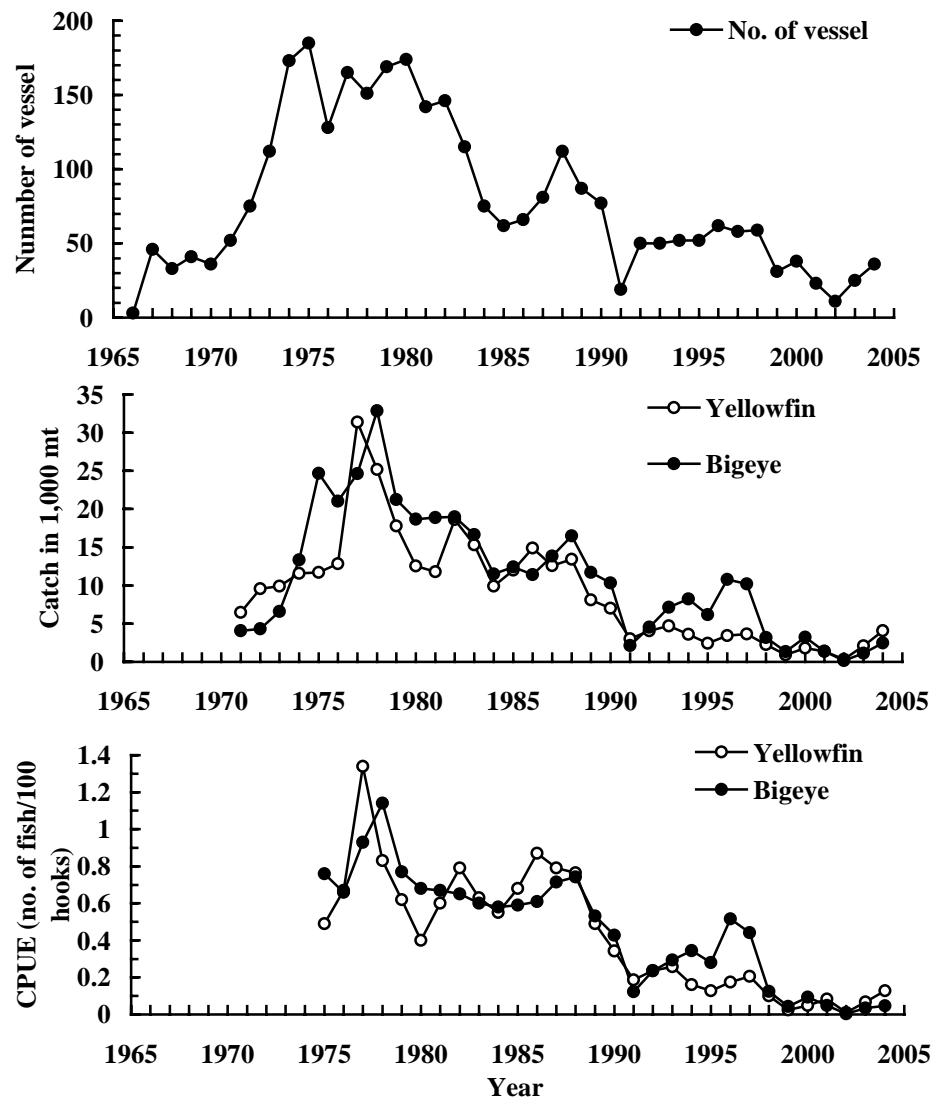 200
No. of vessel
150
100
50
0
Nunmber of vessel
1965 1970 1975 1980 1985 1990 1995 2000 2005
35
Yellowfin
30
Bigeye
25
20
15
10
5
0
Catch in 1,000 mt
1965 1970 1975 1980 1985 1990 1995 2000 2005
1.4
Yellowfin
1.2
Bigeye
1
0.8
0.6
0.4
0.2
0
CPUE (no. of fish/100
hooks)
1965 1970 1975 1980 1985 1990 1995 2000 2005
Year